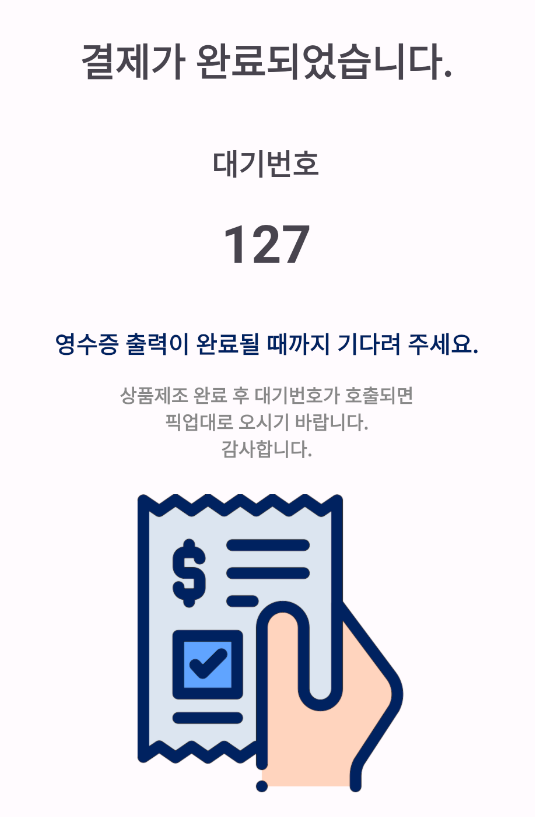 결제가 완료되었습니다.
대기번호
127
영수증 출력이 완료될 때까지 기다려 주세요.
상품제조 완료 후 대기번호가 호출되면
픽업대로 오시기 바랍니다.
감사합니다.
$